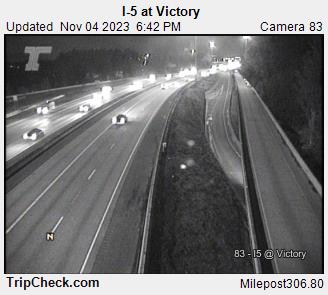 I-5 at Victory
Updated  Nov 04 2023  6:42 PM
Camera 83
T
N
83 - I5 @ Victory
TripCheck.com
Milepost306.80